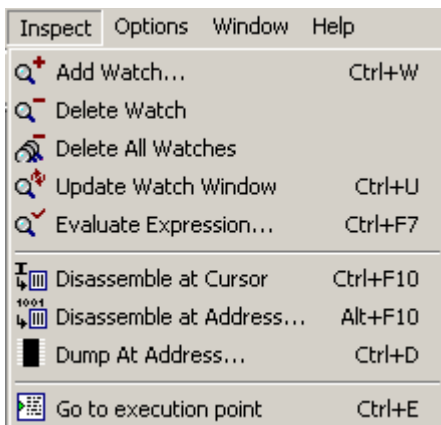 Inspect Options Window Help
Add Watch... Ctrl+W
Delete Watch
Delete All Watches
Update Watch Window Ctrl+U
Evaluate Expression... Ctrl+F7
Disassemble at Cursor Ctrl+F10
1001
Disassemble at Address... Alt+F10
Dump At Address... Ctrl+D
Go to execution point Ctrl+E